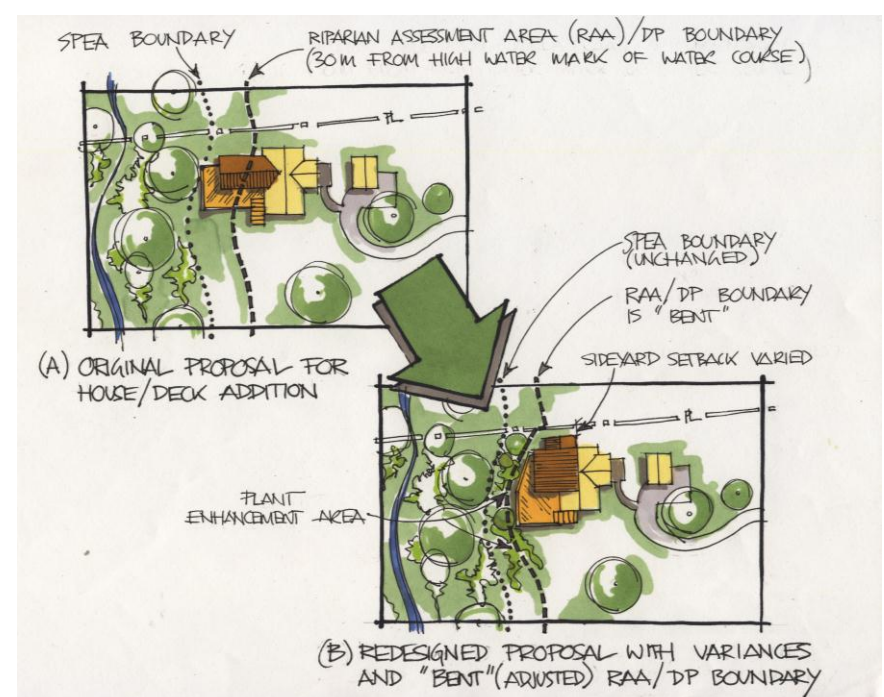 SPEA BOUNDARY
RIPARIAN ASSESSMENT AREA (RAA)/DP BOUNDARY
(30M FROM HIGH WATER MARK OF WATER COURSE)
PL
(A) ORIGINAL PROPOSAL FOR
HOUSE/DECK ADDITION
SPEA BOUNDARY
(UNCHANGED)
RAA/DP BOUNDARY
IS "BENT"
SIDEYARD SETBACK VARIED
PL
PLANT
ENHANCEMENT AREA
(B) REDESIGNED PROPOSAL WITH VARIANCES
AND "BENT"(ADJUSTED) RAA/DP BOUNDARY